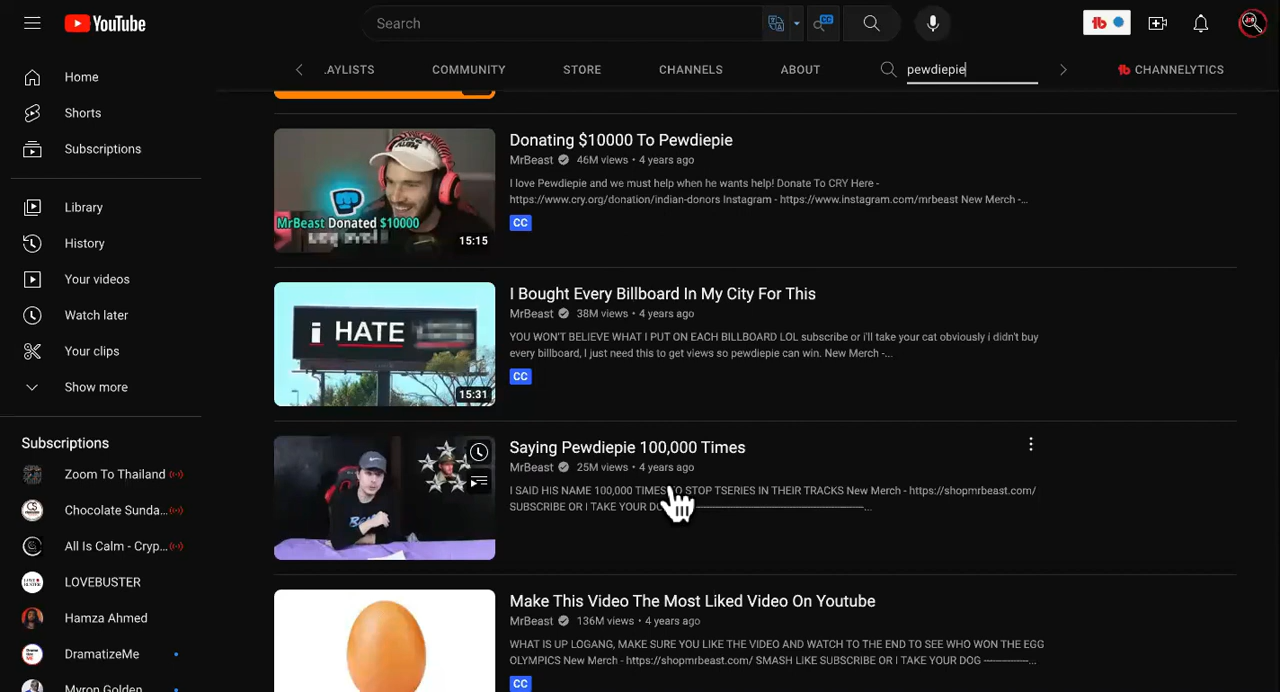 YouTube
Search
tb
Home
Shorts
Subscriptions
Library
History
Your videos
Watch later
Your clips
Show more
Subscriptions
Zoom To Thailand
Chocolate Sunda...
All Is Calm - Cryp...
LOVEBUSTER
Hamza Ahmed
DramatizeMe
Myron Golden
.AYLISTS COMMUNITY STORE CHANNELS ABOUT pewdiepie tb CHANNELYTICS
MrBeast Donated $10000
15:15
Donating $10000 To Pewdiepie
MrBeast 46M views • 4 years ago
I love Pewdiepie and we must help when he wants help! Donate To CRY Here -
https://www.cry.org/donation/indian-donors Instagram - https://www.instagram.com/mrbeast New Merch -...
CC
i HATE
15:31
I Bought Every Billboard In My City For This
MrBeast 38M views • 4 years ago
YOU WON'T BELIEVE WHAT I PUT ON EACH BILLBOARD LOL subscribe or i'll take your cat obviously i didn't buy
every billboard, I just need this to get views so pewdiepie can win. New Merch -...
CC
Saying Pewdiepie 100,000 Times
MrBeast 25M views • 4 years ago
I SAID HIS NAME 100,000 TIMES TO STOP TSERIES IN THEIR TRACKS New Merch - https://shopmrbeast.com/
SUBSCRIBE OR I TAKE YOUR ----------...
Make This Video The Most Liked Video On Youtube
MrBeast 136M views • 4 years ago
WHAT IS UP LOGANG, MAKE SURE YOU LIKE THE VIDEO AND WATCH TO THE END TO SEE WHO WON THE EGG
OLYMPICS New Merch - https://shopmrbeast.com/ SMASH LIKE SUBSCRIBE OR I TAKE YOUR DOG ----------...
CC